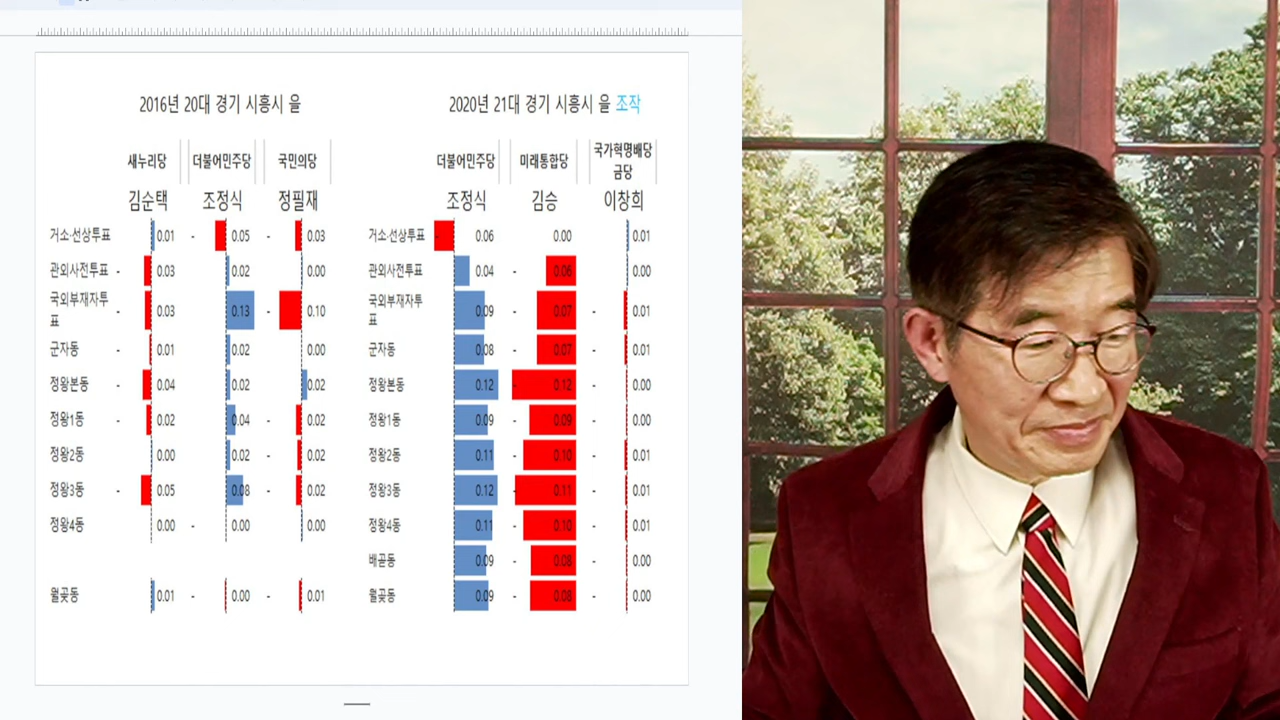 2016년 20대 경기 시흥시 을
새누리당 더불어민주당 국민의당
김순택 조정식 정필재
거소·선상투표 0.01 - 0.05 - 0.03
관외사전투표 - 0.03 0.02 0.00
국외부재자투
표 - 0.03 0.13 - 0.10
군자동 - 0.01 0.02 0.00
정왕본동 - 0.04 0.02 0.02
정왕1동 - 0.02 0.04 - 0.02
정왕2동 0.00 0.02 - 0.02
정왕3동 - 0.05 0.08 - 0.02
정왕4동 0.00 - 0.00 0.00
월곶동 0.01 - 0.00 - 0.01
2020년 21대 경기 시흥시 을 조작
더불어민주당 미래통합당 국가혁명배당
금당
조정식 김승 이창희
거소·선상투표 - 0.06 0.00 0.01
관외사전투표 0.04 - 0.06 0.00
국외부재자투
표 0.09 - 0.07 - 0.01
군자동 0.08 - 0.07 - 0.01
정왕본동 0.12 - 0.12 - 0.00
정왕1동 0.09 - 0.09 - 0.00
정왕2동 0.11 - 0.10 - 0.01
정왕3동 0.12 - 0.11 - 0.01
정왕4동 0.11 - 0.10 - 0.01
배곧동 0.09 - 0.08 - 0.00
월곶동 0.09 - 0.08 - 0.00